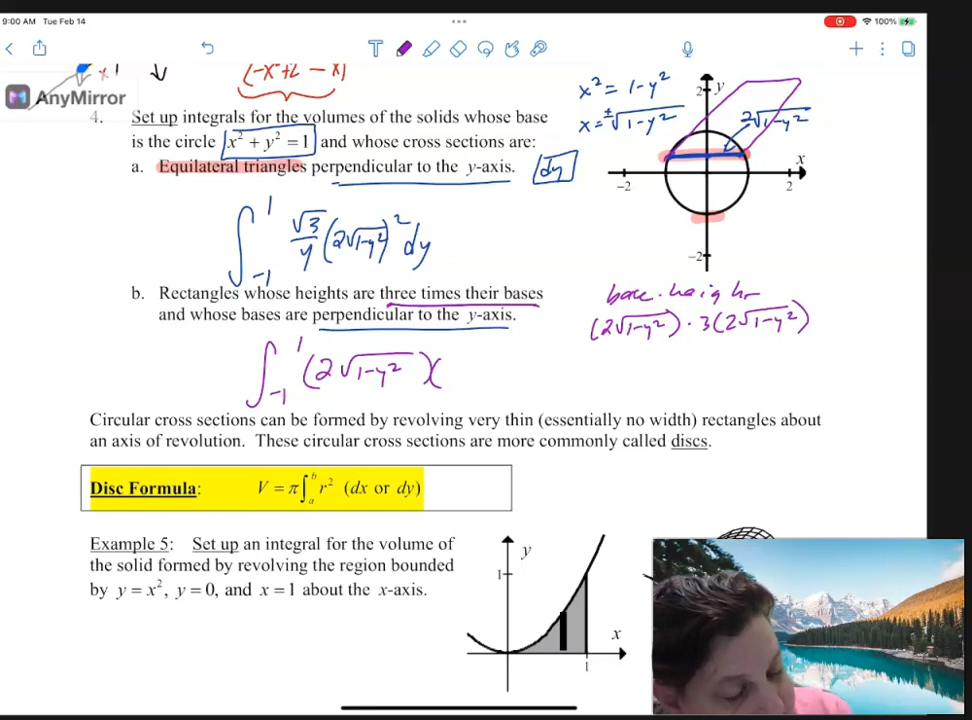 9:00 AM Tue Feb 14
100%
AnyMirror
(-x²+2 - x)
4. Set up integrals for the volumes of the solids whose base
is the circle x² + y² = 1 and whose cross sections are:
a. Equilateral triangles perpendicular to the y-axis. dy
x² = 1-y²
x = ±√1-y²
2√1-y²
2 y
x
-2 2
-2
∫₋₁¹ √3/4 (2√1-y²)² dy
b. Rectangles whose heights are three times their bases
and whose bases are perpendicular to the y-axis.
base · height
(2√1-y²) · 3(2√1-y²)
∫₋₁¹ (2√1-y²)(
Circular cross sections can be formed by revolving very thin (essentially no width) rectangles about
an axis of revolution. These circular cross sections are more commonly called discs.
Disc Formula: V = π∫ₐᵇ r² (dx or dy)
Example 5: Set up an integral for the volume of
the solid formed by revolving the region bounded
by y = x², y = 0, and x = 1 about the x-axis.
y
1
x
1